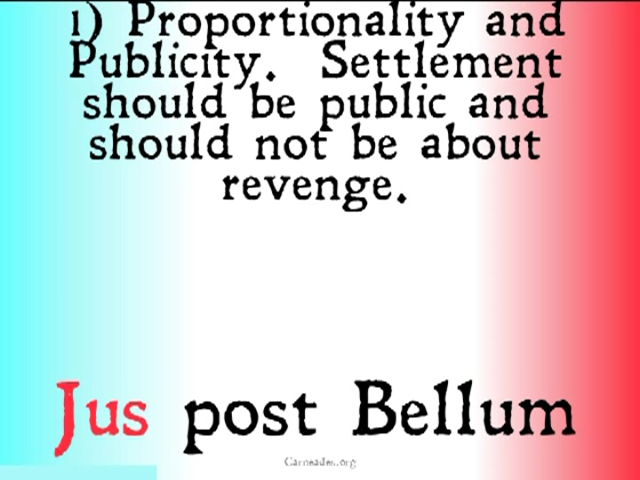 1) Proportionality and
Publicity. Settlement
should be public and
should not be about
revenge.
Jus post Bellum
Carneades.org